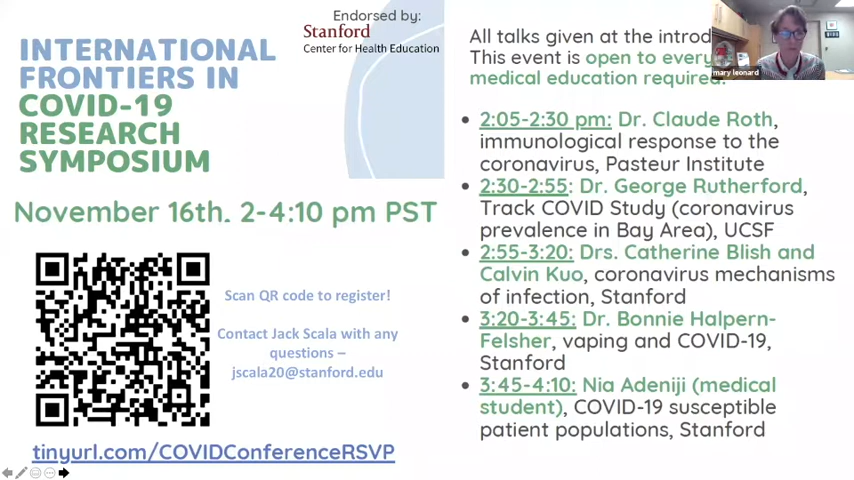 Endorsed by:
Stanford
Center for Health Education
INTERNATIONAL
FRONTIERS IN
COVID-19
RESEARCH
SYMPOSIUM
November 16th, 2-4:10 pm PST
Scan QR code to register!
Contact Jack Scala with any
questions –
jscala20@stanford.edu
tinyurl.com/COVIDConferenceRSVP
All talks given at the introd
This event is open to every
medical education required.
mary leonard
2:05-2:30 pm: Dr. Claude Roth,
immunological response to the
coronavirus, Pasteur Institute
2:30-2:55: Dr. George Rutherford,
Track COVID Study (coronavirus
prevalence in Bay Area), UCSF
2:55-3:20: Drs. Catherine Blish and
Calvin Kuo, coronavirus mechanisms
of infection, Stanford
3:20-3:45: Dr. Bonnie Halpern-
Felsher, vaping and COVID-19,
Stanford
3:45-4:10: Nia Adeniji (medical
student), COVID-19 susceptible
patient populations, Stanford